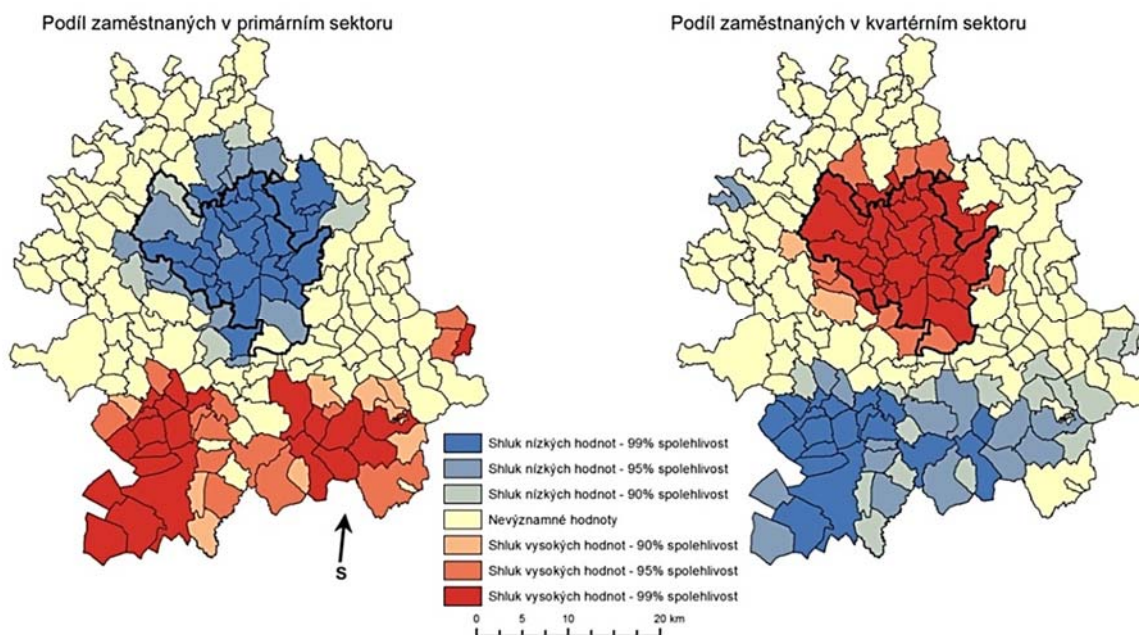 Podíl zaměstnaných v primárním sektoru
Podíl zaměstnaných v kvartérním sektoru
Shluk nízkých hodnot - 99% spolehlivost
Shluk nízkých hodnot - 95% spolehlivost
Shluk nízkých hodnot - 90% spolehlivost
Nevýznamné hodnoty
Shluk vysokých hodnot - 90% spolehlivost
Shluk vysokých hodnot - 95% spolehlivost
Shluk vysokých hodnot - 99% spolehlivost
S
0 5 10 20 km